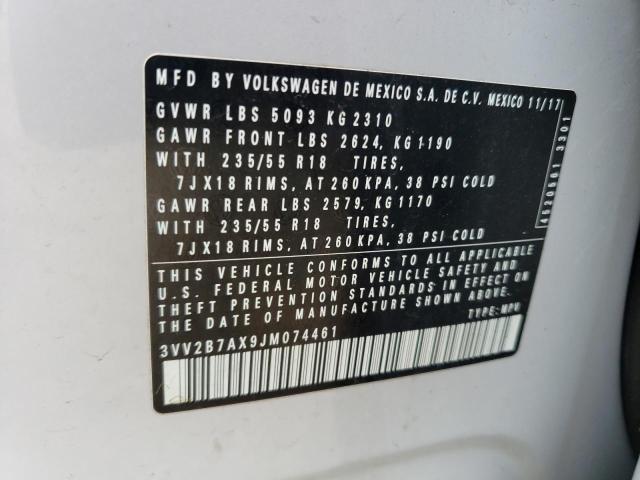 MFD BY VOLKSWAGEN DE MEXICO S.A. DE C.V. MEXICO 11/17
GVWR LBS 5093 KG 2310
GAWR FRONT LBS 2624, KG 1190
WITH 235/55 R18 TIRES,
7JX18 RIMS, AT 260 KPA, 38 PSI COLD
GAWR REAR LBS 2579, KG 1170
WITH 235/55 R18 TIRES,
7JX18 RIMS, AT 260 KPA, 38 PSI COLD
THIS VEHICLE CONFORMS TO ALL APPLICABLE
U.S. FEDERAL MOTOR VEHICLE SAFETY AND
THEFT PREVENTION STANDARDS IN EFFECT ON
THE DATE OF MANUFACTURE SHOWN ABOVE.
3VV2B7AX9JM074461 TYPE: MPV
4520501 3301